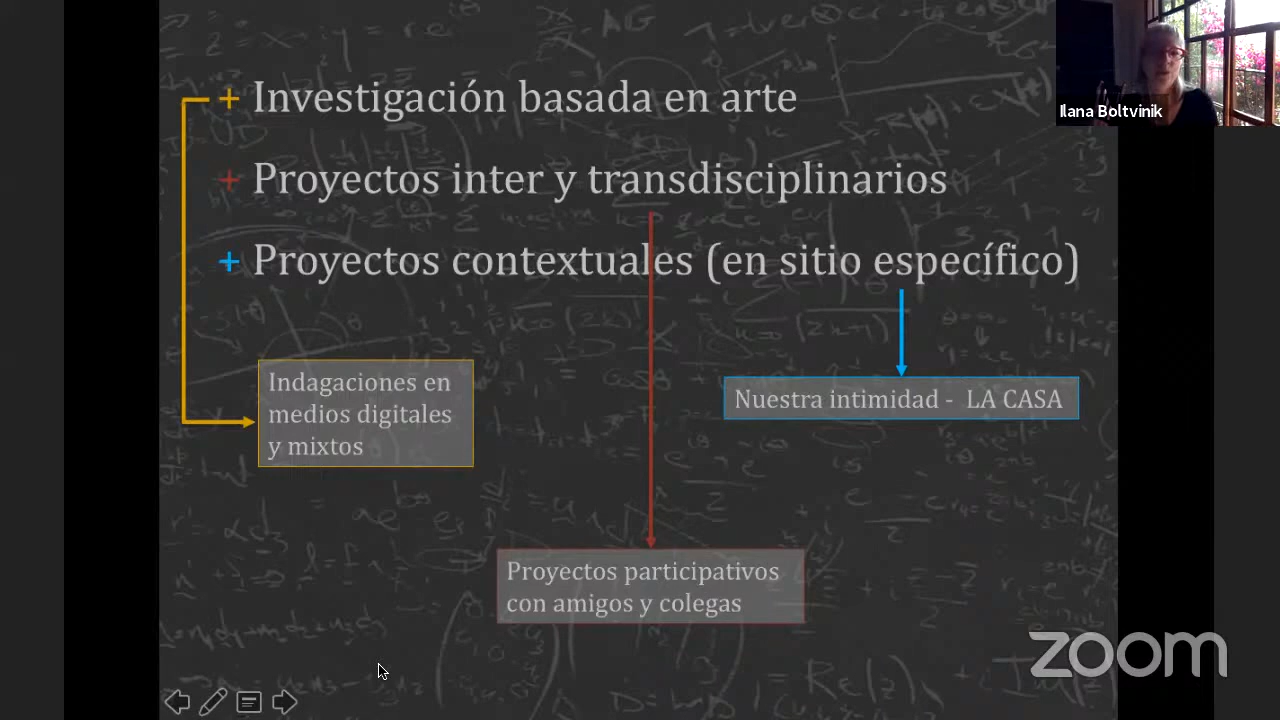 + Investigación basada en arte
+ Proyectos inter y transdisciplinarios
+ Proyectos contextuales (en sitio específico)
Indagaciones en
medios digitales
y mixtos
Nuestra intimidad - LA CASA
Proyectos participativos
con amigos y colegas
Ilana Boltvinik
zoom